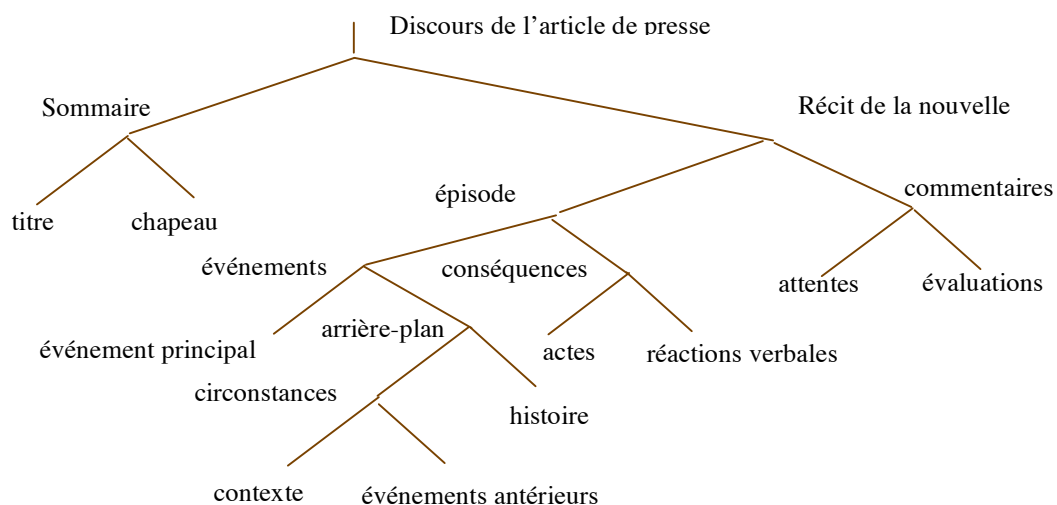 Discours de l’article de presse
Sommaire
Récit de la nouvelle
épisode
commentaires
titre
chapeau
événements
conséquences
attentes
évaluations
événement principal
arrière-plan
actes
réactions verbales
circonstances
histoire
contexte
événements antérieurs